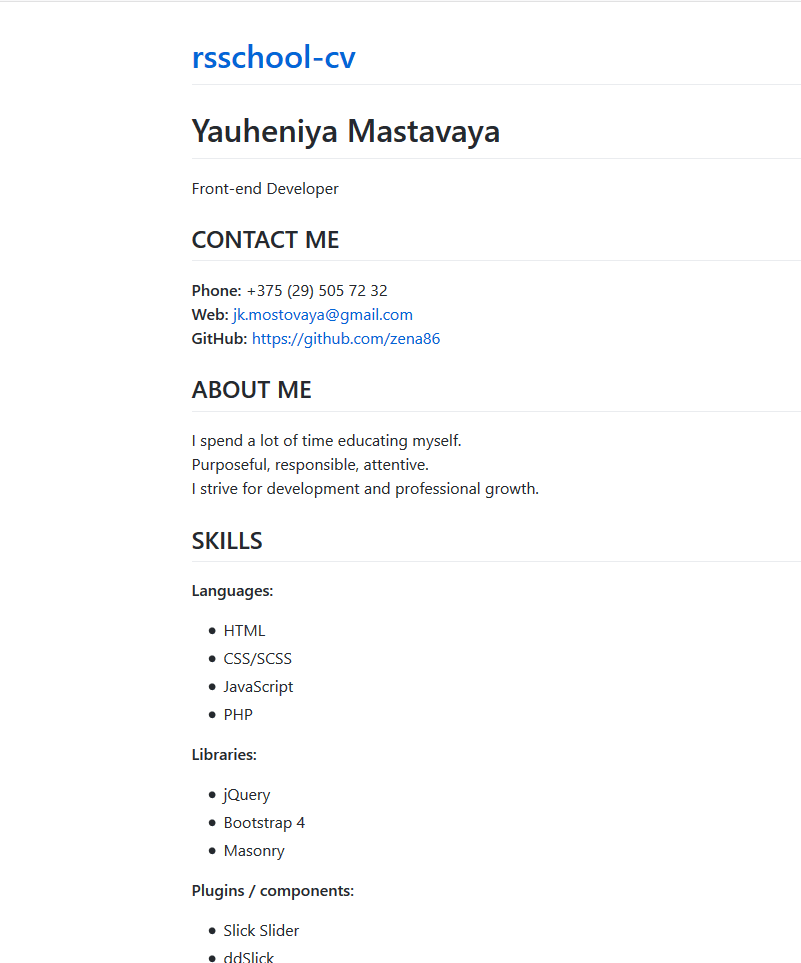 rsschool-cv
Yauheniya Mastavaya
Front-end Developer
CONTACT ME
Phone: +375 (29) 505 72 32
Web: jk.mostovaya@gmail.com
GitHub: https://github.com/zena86
ABOUT ME
I spend a lot of time educating myself.
Purposeful, responsible, attentive.
I strive for development and professional growth.
SKILLS
Languages:
HTML
CSS/SCSS
JavaScript
PHP
Libraries:
jQuery
Bootstrap 4
Masonry
Plugins / components:
Slick Slider
ddSlick